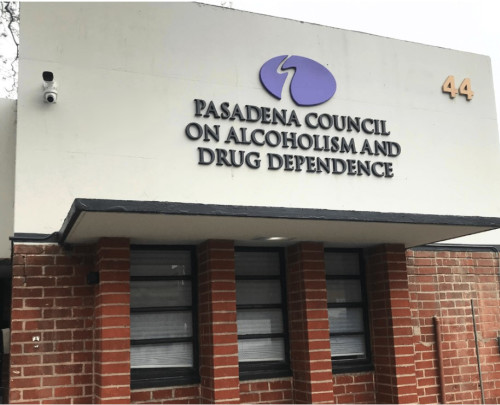 PASADENA COUNCIL
ON ALCOHOLISM AND
DRUG DEPENDENCE
44